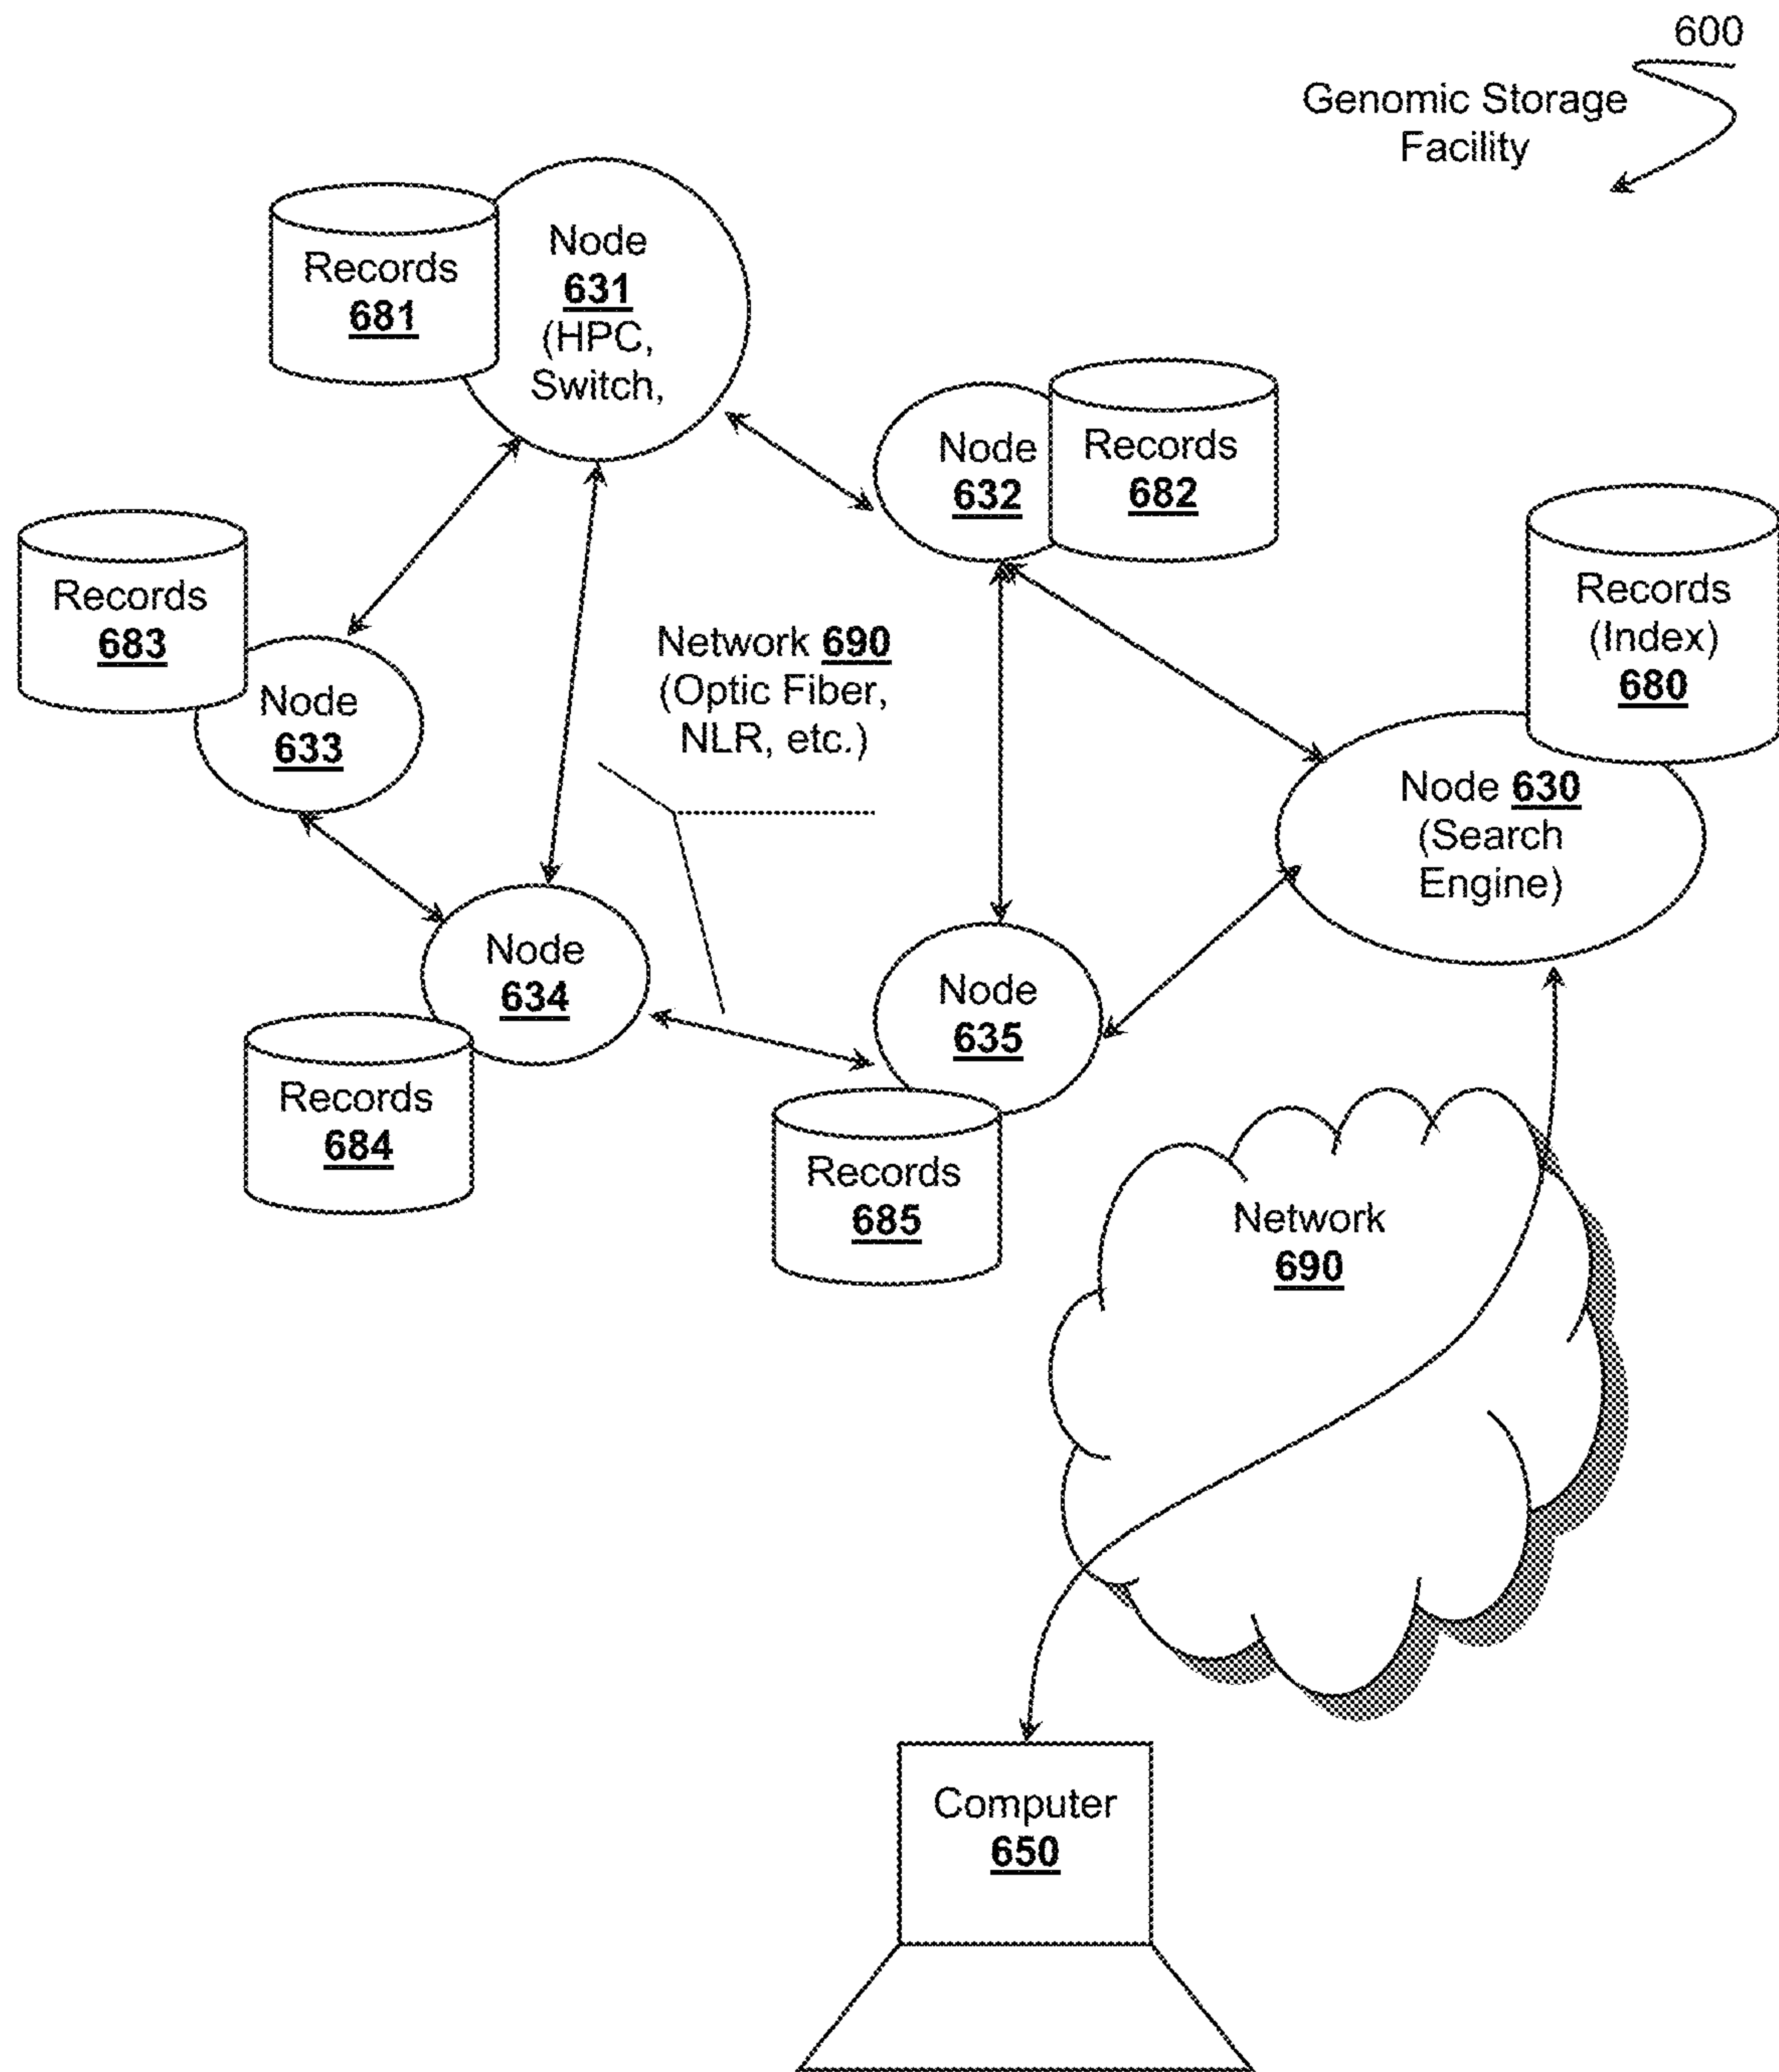 600
Genomic Storage
Facility
Node
631
(HPC,
Switch,
Records
681
Node
632
Records
682
Records
683
Node
633
Network 690
(Optic Fiber,
NLR, etc.)
Records
(Index)
680
Node 630
(Search
Engine)
Node
634
Records
684
Node
635
Records
685
Network
690
Computer
650